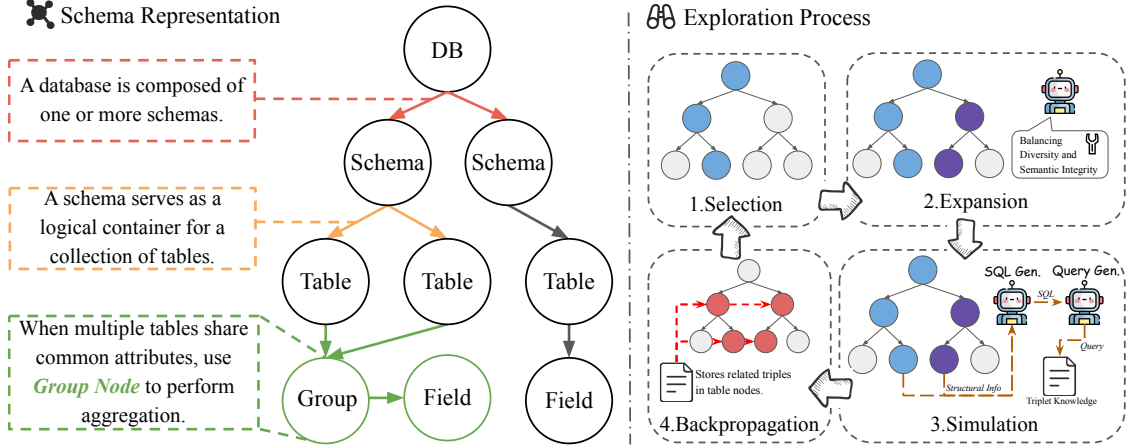 Schema Representation
DB
A database is composed of
one or more schemas.
Schema
Schema
A schema serves as a
logical container for a
collection of tables.
Table
Table
Table
When multiple tables share
common attributes, use
Group Node to perform
aggregation.
Group
Field
Field
Exploration Process
1.Selection
Balancing
Diversity and
Semantic Integrity
2.Expansion
SQL Gen.
Query Gen.
SQL
Query
Structural Info
Triplet Knowledge
3.Simulation
Stores related triples
in table nodes.
4.Backpropagation